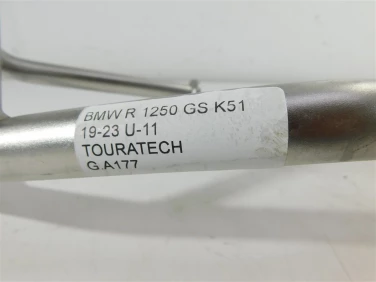 BMW R 1250 GS K51
19-23 U-11
TOURATECH
G A177